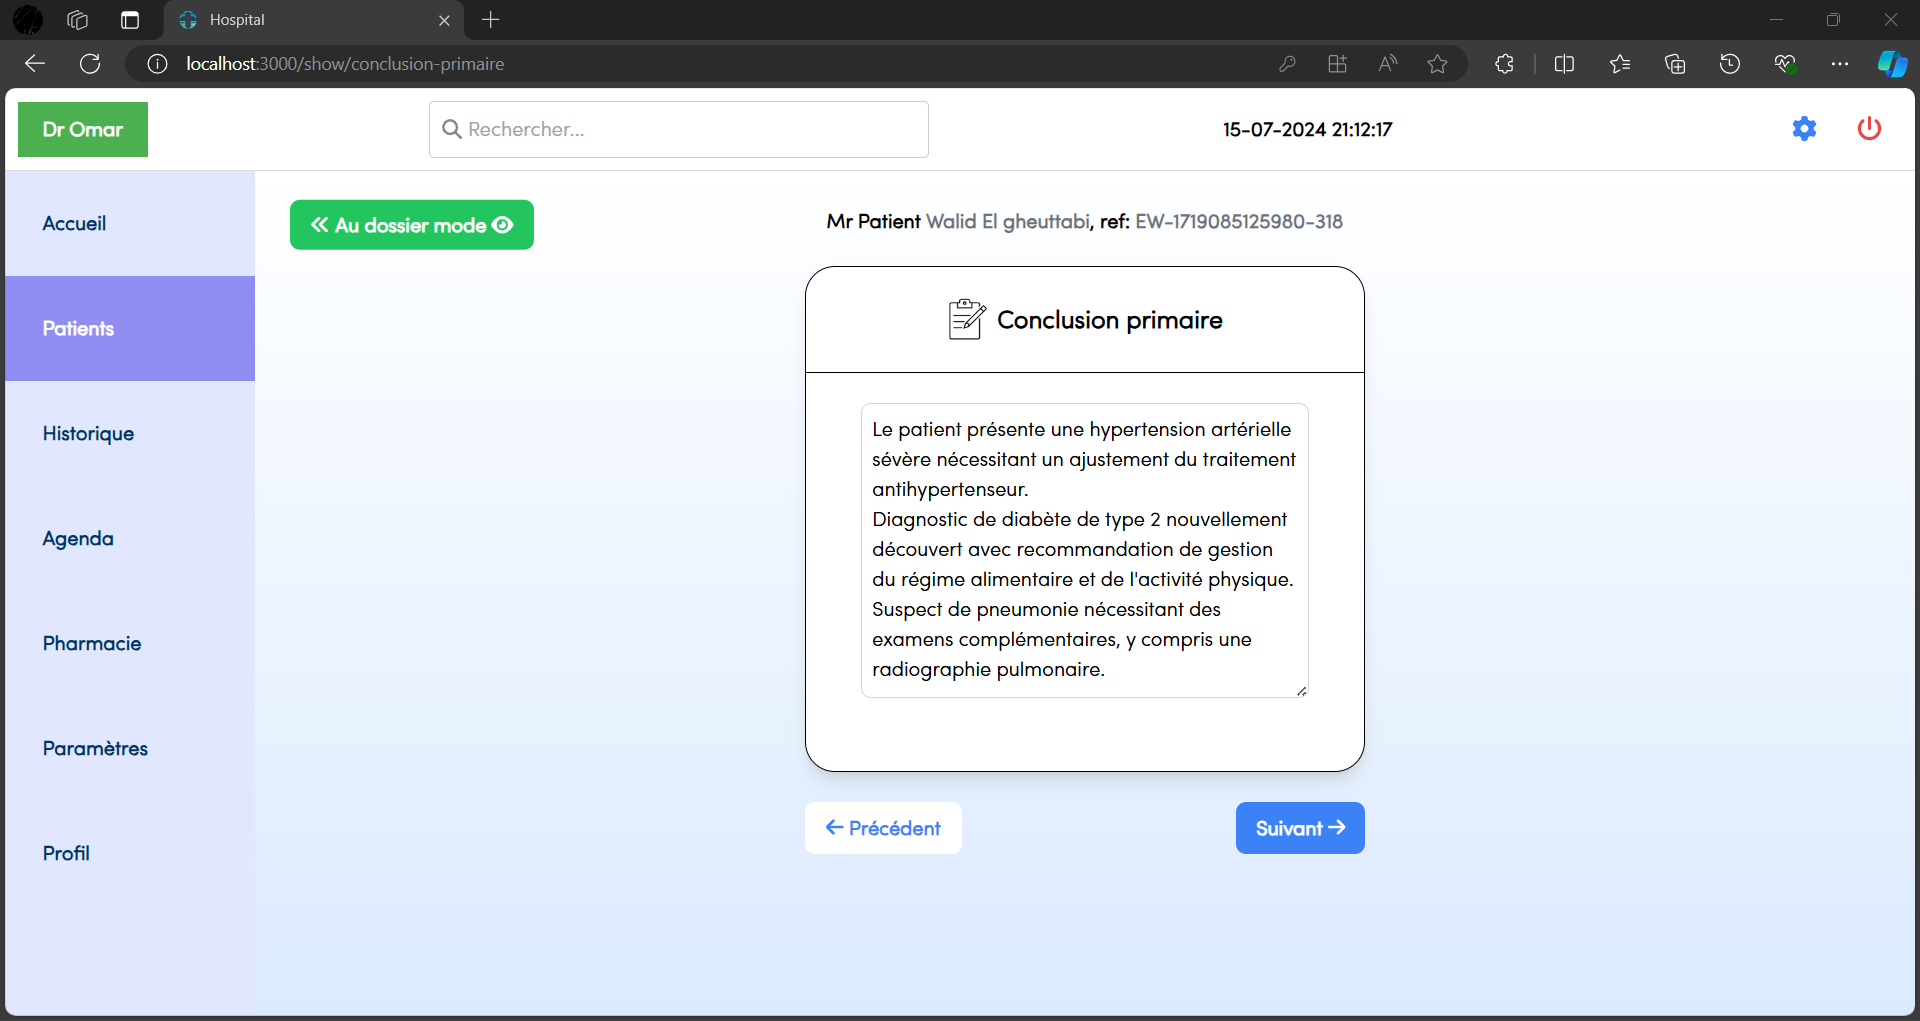 Hospital
localhost:3000/show/conclusion-primaire
Dr Omar
Rechercher...
15-07-2024 21:12:17
Accueil
Patients
Historique
Agenda
Pharmacie
Paramètres
Profil
Au dossier mode
Mr Patient Walid El gheuttabi, ref: EW-1719085125980-318
Conclusion primaire
Le patient présente une hypertension artérielle
sévère nécessitant un ajustement du traitement
antihypertenseur.
Diagnostic de diabète de type 2 nouvellement
découvert avec recommandation de gestion
du régime alimentaire et de l'activité physique.
Suspect de pneumonie nécessitant des
examens complémentaires, y compris une
radiographie pulmonaire.
Précédent
Suivant